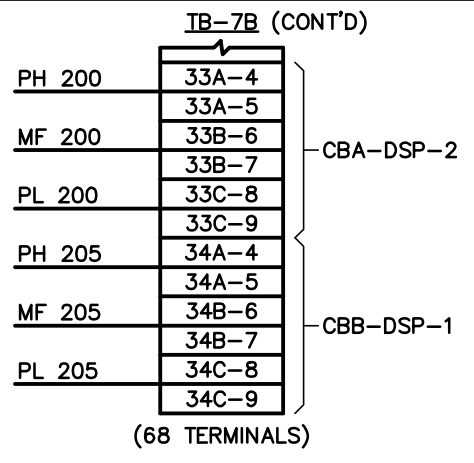 TB-7B (CONT'D)
PH 200
33A-4
33A-5
MF 200
33B-6
33B-7
CBA-DSP-2
PL 200
33C-8
33C-9
PH 205
34A-4
34A-5
MF 205
34B-6
34B-7
CBB-DSP-1
PL 205
34C-8
34C-9
(68 TERMINALS)